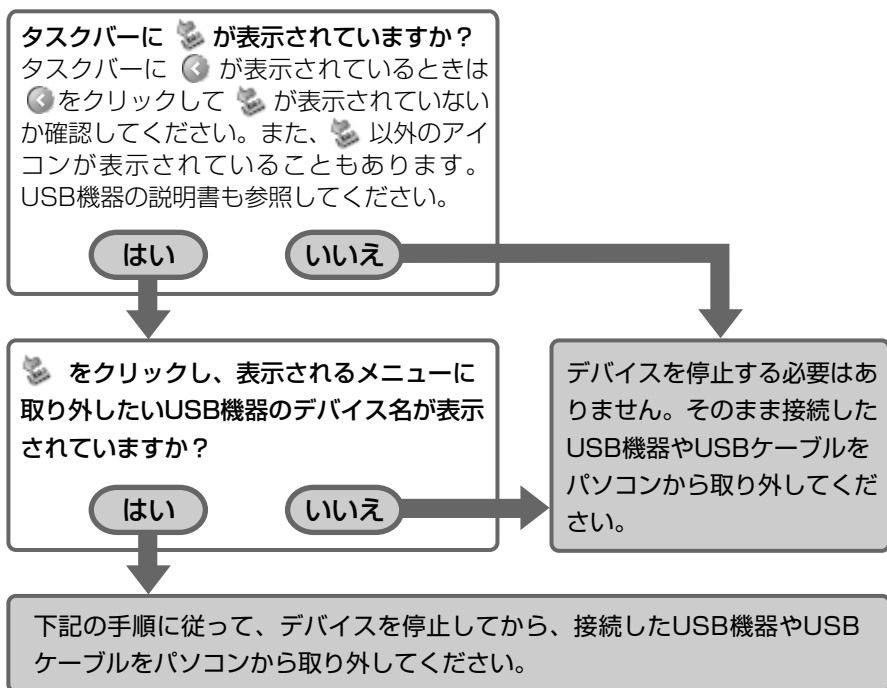 タスクバーに が表示されていますか？
タスクバーに が表示されているときは
をクリックして が表示されていない
か確認してください。また、 以外のアイ
コンが表示されていることもあります。
USB機器の説明書も参照してください。
はい いいえ
をクリックし、表示されるメニューに
取り外したいUSB機器のデバイス名が表示
されていますか？
はい いいえ
デバイスを停止する必要はあ
りません。そのまま接続した
USB機器やUSBケーブルを
パソコンから取り外してくだ
さい。
下記の手順に従って、デバイスを停止してから、接続したUSB機器やUSB
ケーブルをパソコンから取り外してください。